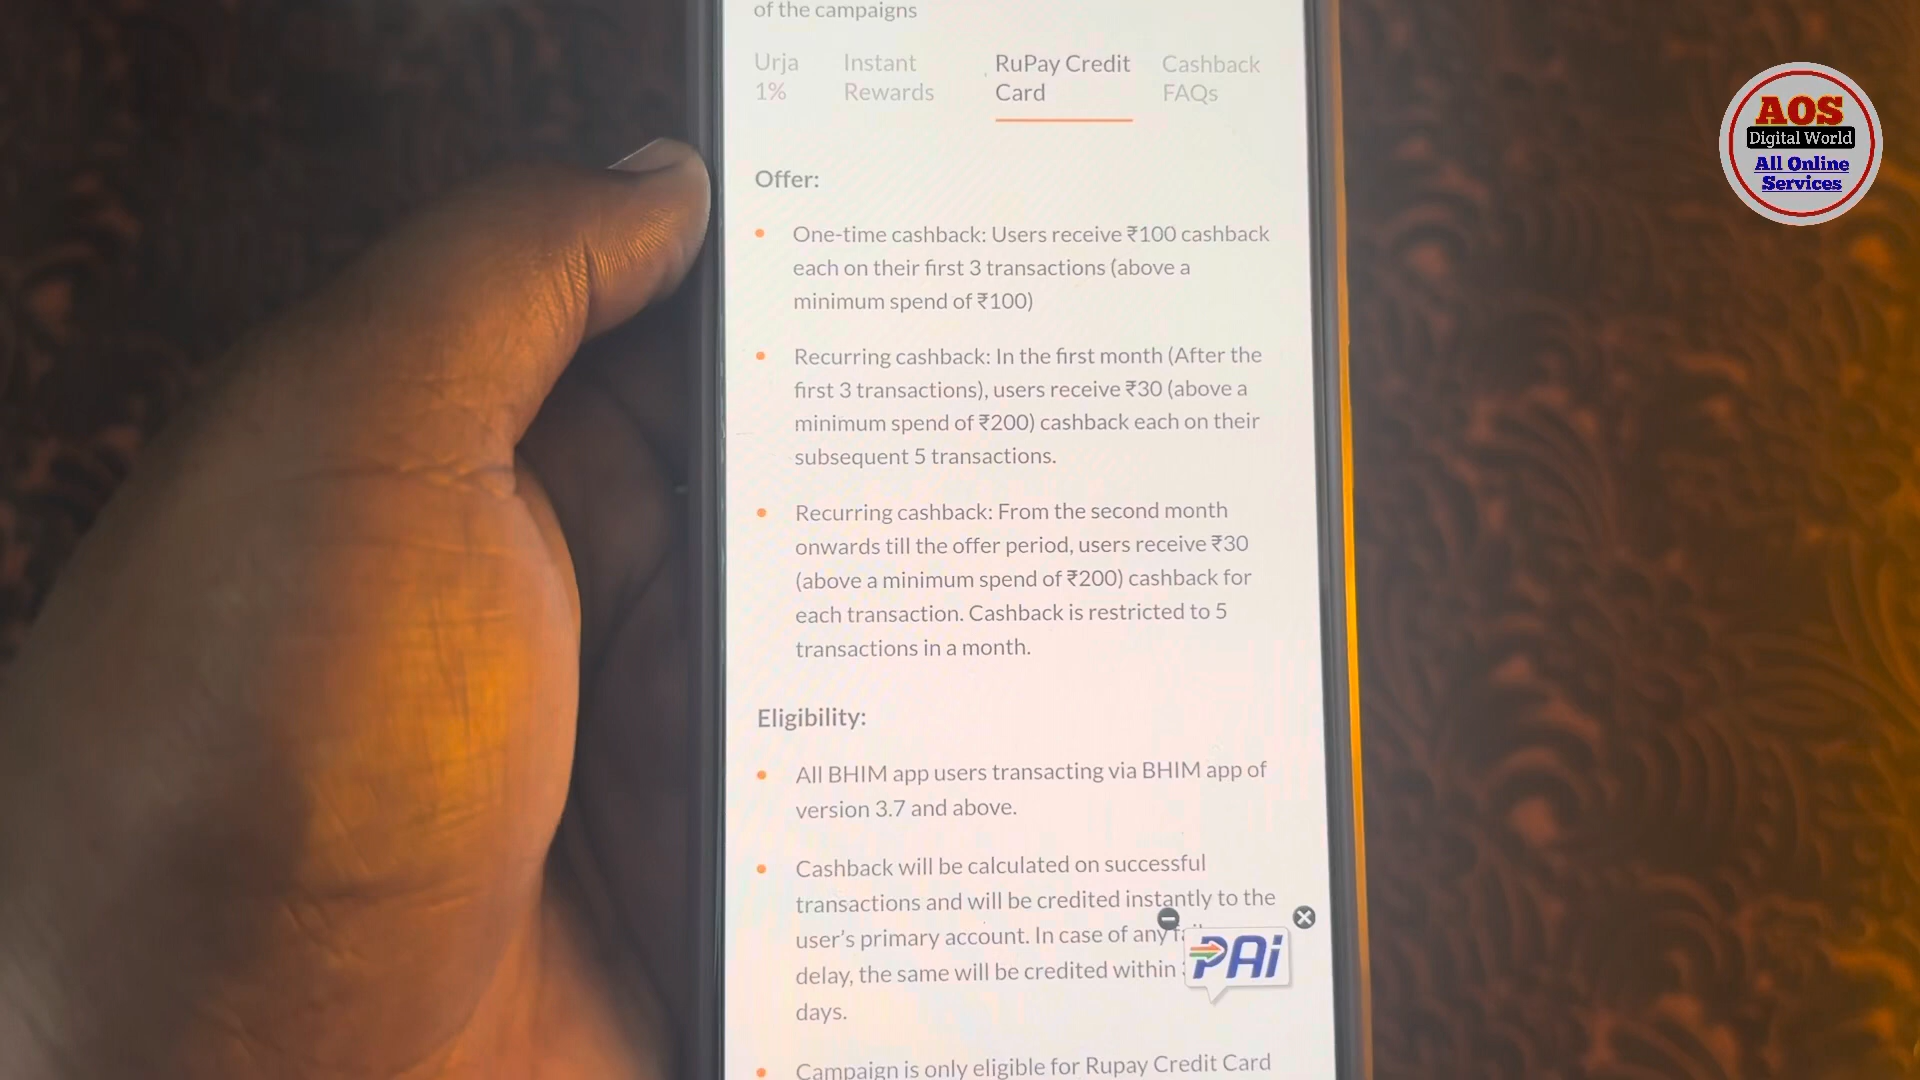 of the campaigns
Urja 1%
Instant Rewards
RuPay Credit Card
Cashback FAQs
Offer:
One-time cashback: Users receive ₹100 cashback
each on their first 3 transactions (above a
minimum spend of ₹100)
Recurring cashback: In the first month (After the
first 3 transactions), users receive ₹30 (above a
minimum spend of ₹200) cashback each on their
subsequent 5 transactions.
Recurring cashback: From the second month
onwards till the offer period, users receive ₹30
(above a minimum spend of ₹200) cashback for
each transaction. Cashback is restricted to 5
transactions in a month.
Eligibility:
All BHIM app users transacting via BHIM app of
version 3.7 and above.
Cashback will be calculated on successful
transactions and will be credited instantly to the
user's primary account. In case of any
delay, the same will be credited within
days.
PAi
Campaign is only eligible for Rupay Credit Card
AOS
Digital World
All Online
Services